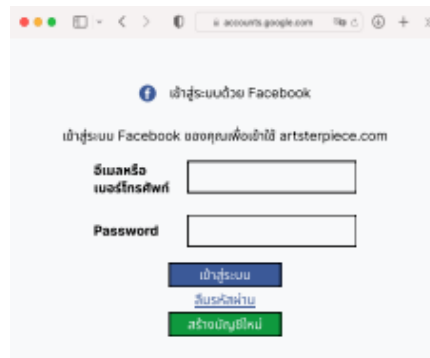 accounts.google.com
เข้าสู่ระบบด้วย Facebook
เข้าสู่ระบบ Facebook ของคุณเพื่อเข้าใช้ artsterpiece.com
อีเมลหรือ
เบอร์โทรศัพท์
Password
เข้าสู่ระบบ
ลืมรหัสผ่าน
สร้างบัญชีใหม่